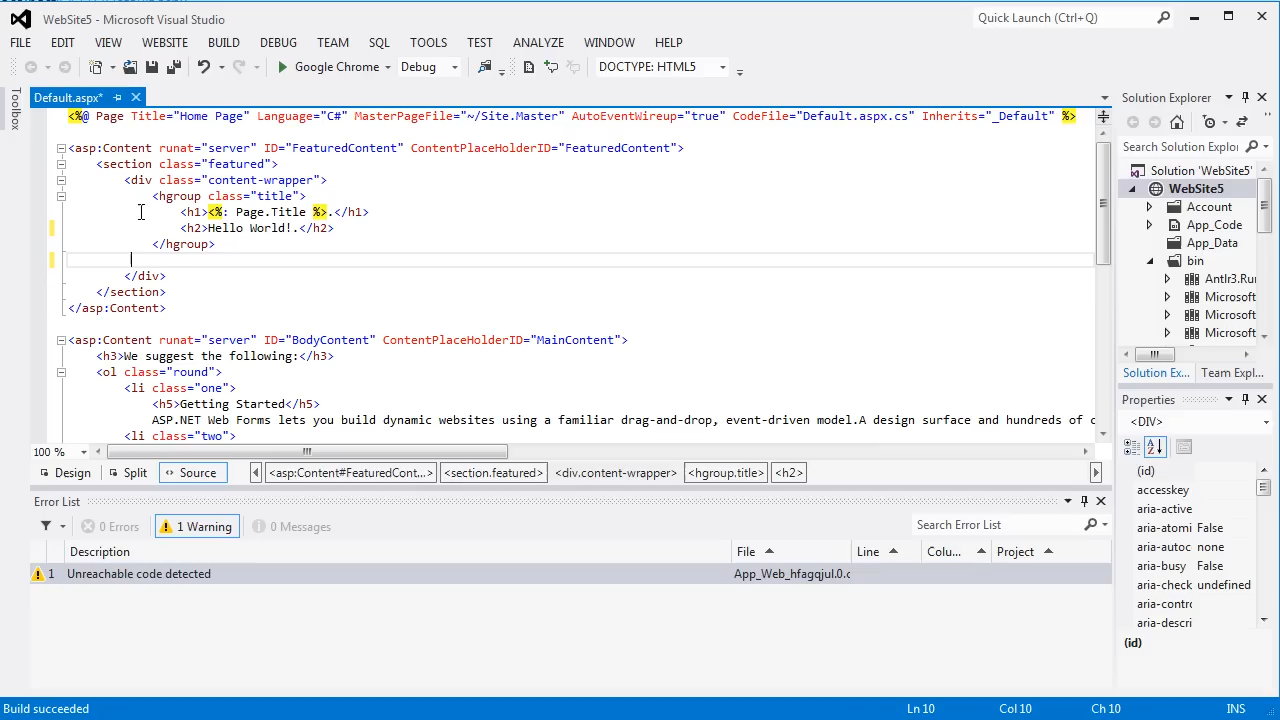 WebSite5 - Microsoft Visual Studio
Quick Launch (Ctrl+Q)
FILE EDIT VIEW WEBSITE BUILD DEBUG TEAM SQL TOOLS TEST ANALYZE WINDOW HELP
Google Chrome Debug DOCTYPE: HTML5
Toolbox
Default.aspx*
<%@ Page Title="Home Page" Language="C#" MasterPageFile="~/Site.Master" AutoEventWireup="true" CodeFile="Default.aspx.cs" Inherits="_Default" %>
<asp:Content runat="server" ID="FeaturedContent" ContentPlaceHolderID="FeaturedContent">
<section class="featured">
<div class="content-wrapper">
<hgroup class="title">
<h1><%: Page.Title %>.</h1>
<h2>Hello World!.</h2>
</hgroup>
</div>
</section>
</asp:Content>
<asp:Content runat="server" ID="BodyContent" ContentPlaceHolderID="MainContent">
<h3>We suggest the following:</h3>
<ol class="round">
<li class="one">
<h5>Getting Started</h5>
ASP.NET Web Forms lets you build dynamic websites using a familiar drag-and-drop, event-driven model.A design surface and hundreds of c
<li class="two">
100 %
Design Split Source <asp:Content#FeaturedCont...> <section.featured> <div.content-wrapper> <hgroup.title> <h2>
Solution Explorer
Search Solution Explo
Solution 'WebSite5'
WebSite5
Account
App_Code
App_Data
bin
Antlr3.Ru
Microsoft
Microsoft
Microsoft
Solution Ex... Team Expl...
Properties
<DIV>
(id)
accesskey
aria-active
aria-atomi False
aria-autoc none
aria-busy False
aria-check undefined
aria-contro
aria-descri
(id)
Error List
0 Errors 1 Warning 0 Messages
Search Error List
Description File Line Colu... Project
1 Unreachable code detected App_Web_hfagqjul.0.c
Build succeeded Ln 10 Col 10 Ch 10 INS